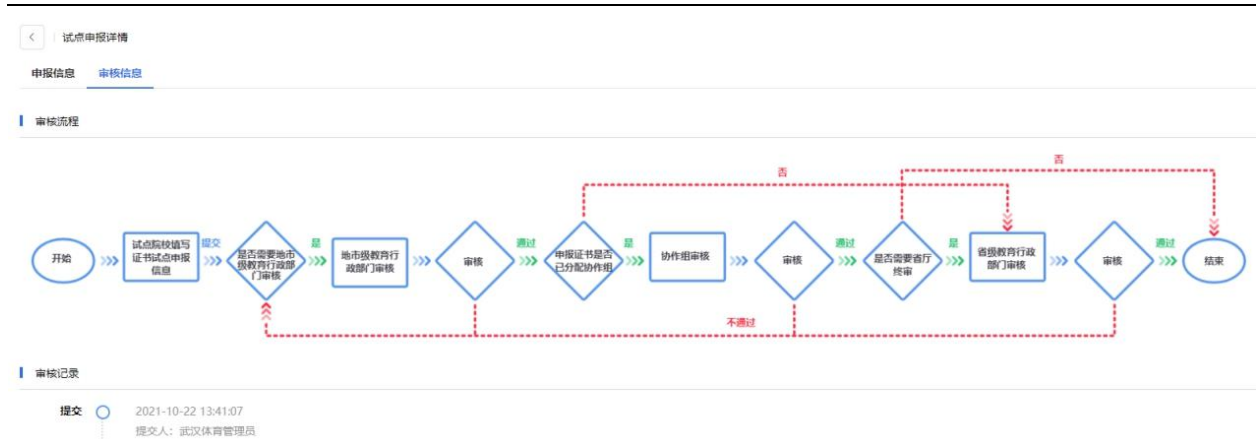 试点申报详情
申报信息 审核信息
审核流程
否
否
开始
试点院校填写
证书试点申报
信息
提交
是否需要地市
级教育行政部
门审核
是
地市级教育行
政部门审核
审核
通过
申报证书是否
已分配协作组
是
协作组审核
审核
通过
是否需要省厅
终审
是
省级教育行政
部门审核
审核
通过
结束
不通过
审核记录
提交 2021-10-22 13:41:07
提交人：武汉体育管理员